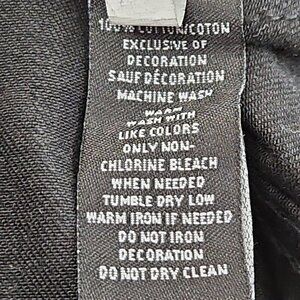 100% COTTON/COTON
EXCLUSIVE OF
DECORATION
SAUF DÉCORATION
MACHINE WASH
WARM
WASH WITH
LIKE COLORS
ONLY NON-
CHLORINE BLEACH
WHEN NEEDED
TUMBLE DRY LOW
WARM IRON IF NEEDED
DO NOT IRON
DECORATION
DO NOT DRY CLEAN